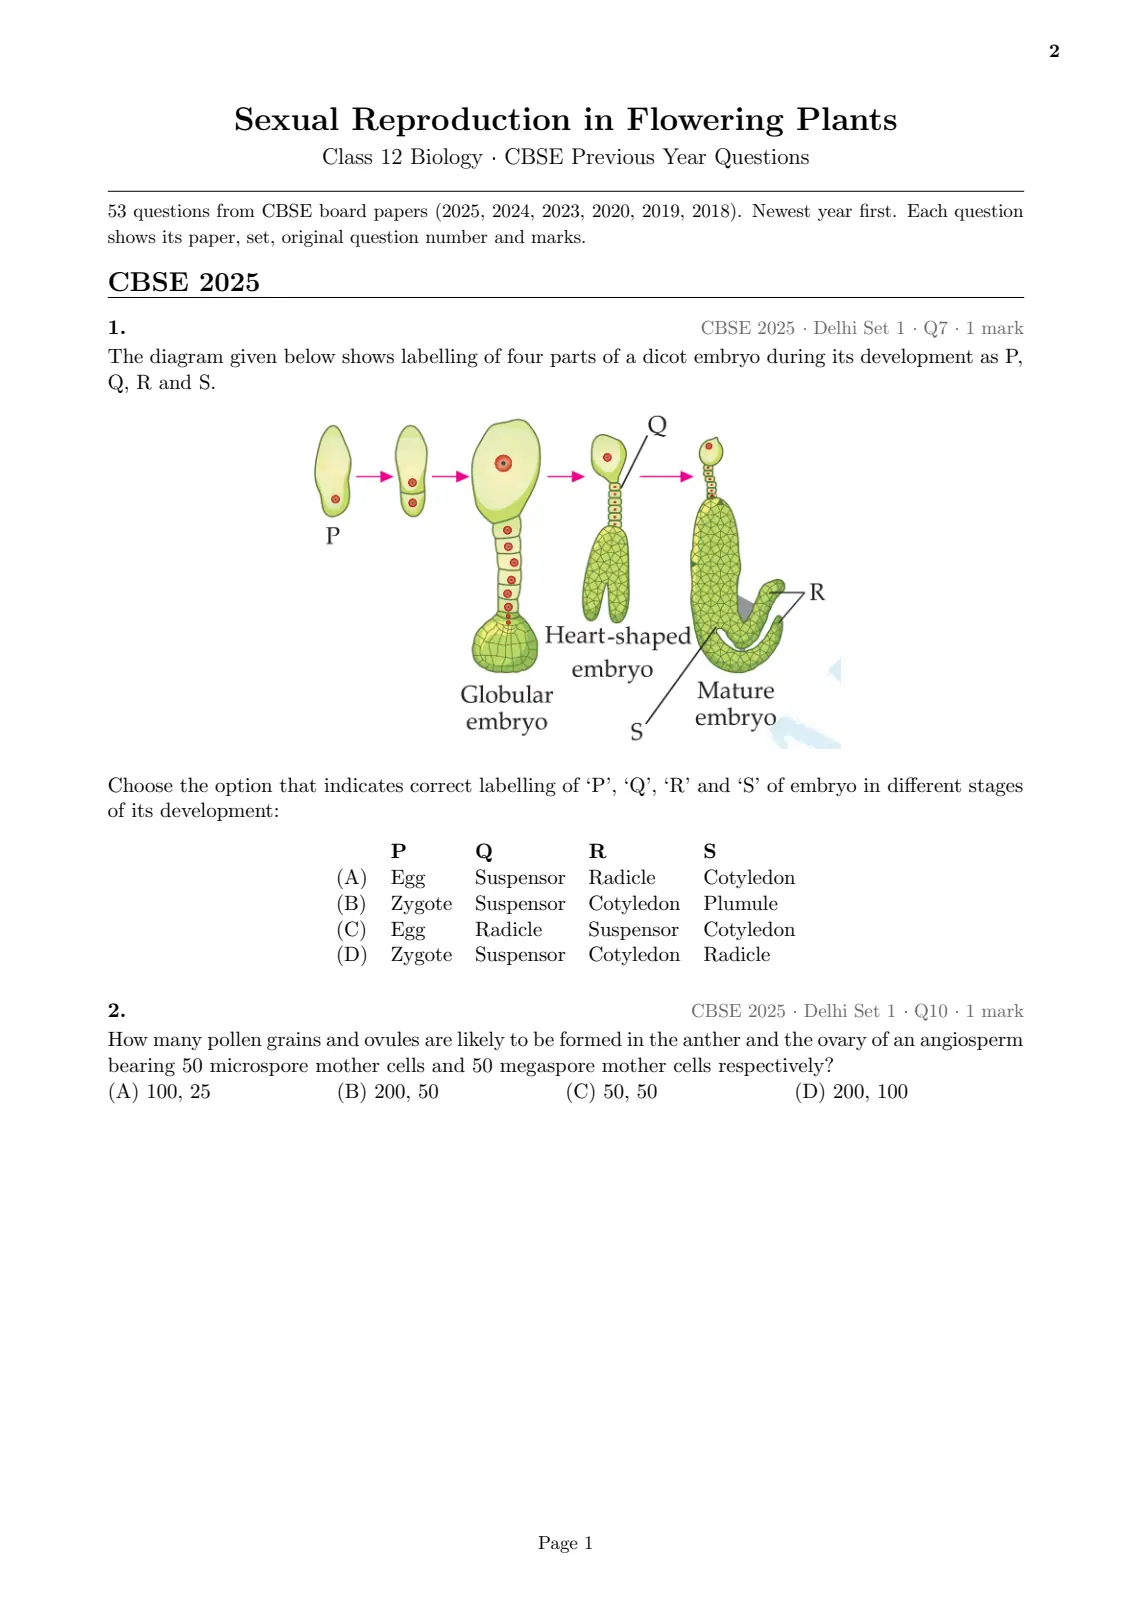 2
Sexual Reproduction in Flowering Plants
Class 12 Biology · CBSE Previous Year Questions
53 questions from CBSE board papers (2025, 2024, 2023, 2020, 2019, 2018). Newest year first. Each question
shows its paper, set, original question number and marks.
CBSE 2025
1. CBSE 2025 · Delhi Set 1 · Q7 · 1 mark
The diagram given below shows labelling of four parts of a dicot embryo during its development as P,
Q, R and S.
Q
P
R
Heart-shaped
embryo
Globular
embryo
Mature
embryo
S
Choose the option that indicates correct labelling of ‘P’, ‘Q’, ‘R’ and ‘S’ of embryo in different stages
of its development:
P Q R S
(A) Egg Suspensor Radicle Cotyledon
(B) Zygote Suspensor Cotyledon Plumule
(C) Egg Radicle Suspensor Cotyledon
(D) Zygote Suspensor Cotyledon Radicle
2. CBSE 2025 · Delhi Set 1 · Q10 · 1 mark
How many pollen grains and ovules are likely to be formed in the anther and the ovary of an angiosperm
bearing 50 microspore mother cells and 50 megaspore mother cells respectively?
(A) 100, 25 (B) 200, 50 (C) 50, 50 (D) 200, 100
Page 1